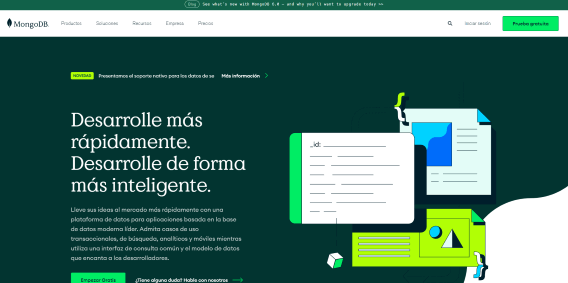 Blog See what's new with MongoDB 6.0 — and why you'll want to upgrade today >>
MongoDB.
Productos Soluciones Recursos Empresa Precios
Iniciar sesión
Prueba gratuita
NOVEDAD Presentamos el soporte nativo para los datos de se Más información
Desarrolle más
rápidamente.
Desarrolle de forma
más inteligente.
Lleve sus ideas al mercado más rápidamente con una
plataforma de datos para aplicaciones basada en la base
de datos moderna líder. Admita casos de uso
transaccionales, de búsqueda, analíticos y móviles mientras
utiliza una interfaz de consulta común y el modelo de datos
que encanta a los desarrolladores.
Empezar Gratis
¿Tiene alguna duda? Hable con nosotros
_id: